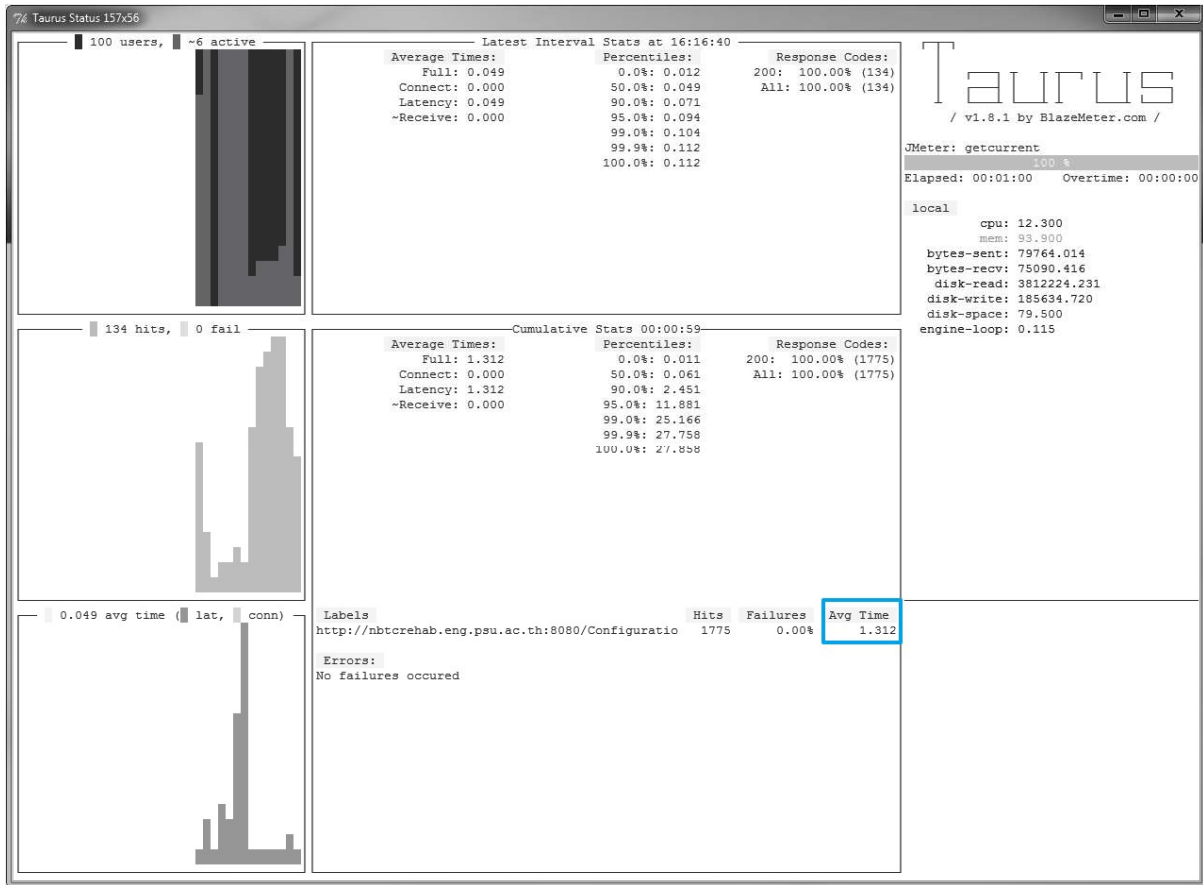 Taurus Status 157x56
100 users, ~6 active
Latest Interval Stats at 16:16:40
Average Times: Percentiles: Response Codes:
Full: 0.049 0.0%: 0.012 200: 100.00% (134)
Connect: 0.000 50.0%: 0.049 All: 100.00% (134)
Latency: 0.049 90.0%: 0.071
~Receive: 0.000 95.0%: 0.094
99.0%: 0.104
99.9%: 0.112
100.0%: 0.112
Taurus
/ v1.8.1 by BlazeMeter.com /
JMeter: getcurrent
100 %
Elapsed: 00:01:00 Overtime: 00:00:00
local
cpu: 12.300
mem: 93.900
bytes-sent: 79764.014
bytes-recv: 75090.416
disk-read: 3812224.231
disk-write: 185634.720
disk-space: 79.500
engine-loop: 0.115
134 hits, 0 fail
Cumulative Stats 00:00:59
Average Times: Percentiles: Response Codes:
Full: 1.312 0.0%: 0.011 200: 100.00% (1775)
Connect: 0.000 50.0%: 0.061 All: 100.00% (1775)
Latency: 1.312 90.0%: 2.451
~Receive: 0.000 95.0%: 11.881
99.0%: 25.166
99.9%: 27.758
100.0%: 27.858
0.049 avg time ( lat, conn)
Labels Hits Failures Avg Time
http://nbtcrehab.eng.psu.ac.th:8080/Configuratio 1775 0.00% 1.312
Errors:
No failures occured